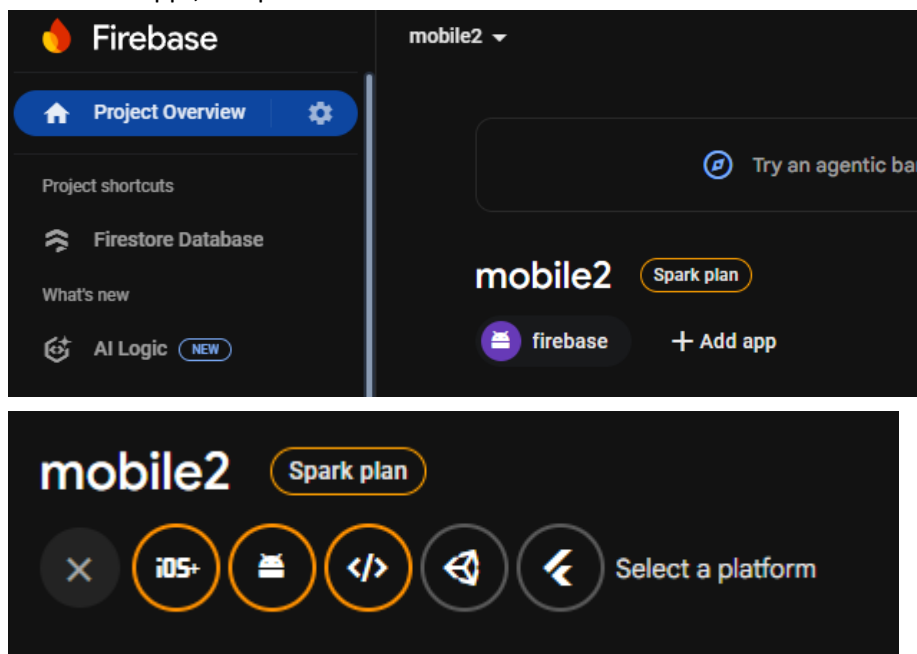 Firebase
mobile2
Project Overview
Project shortcuts
Try an agentic
Firestore Database
What's new
mobile2 Spark plan
AI Logic NEW
firebase + Add app
mobile2 Spark plan
iOS+ </> Select a platform